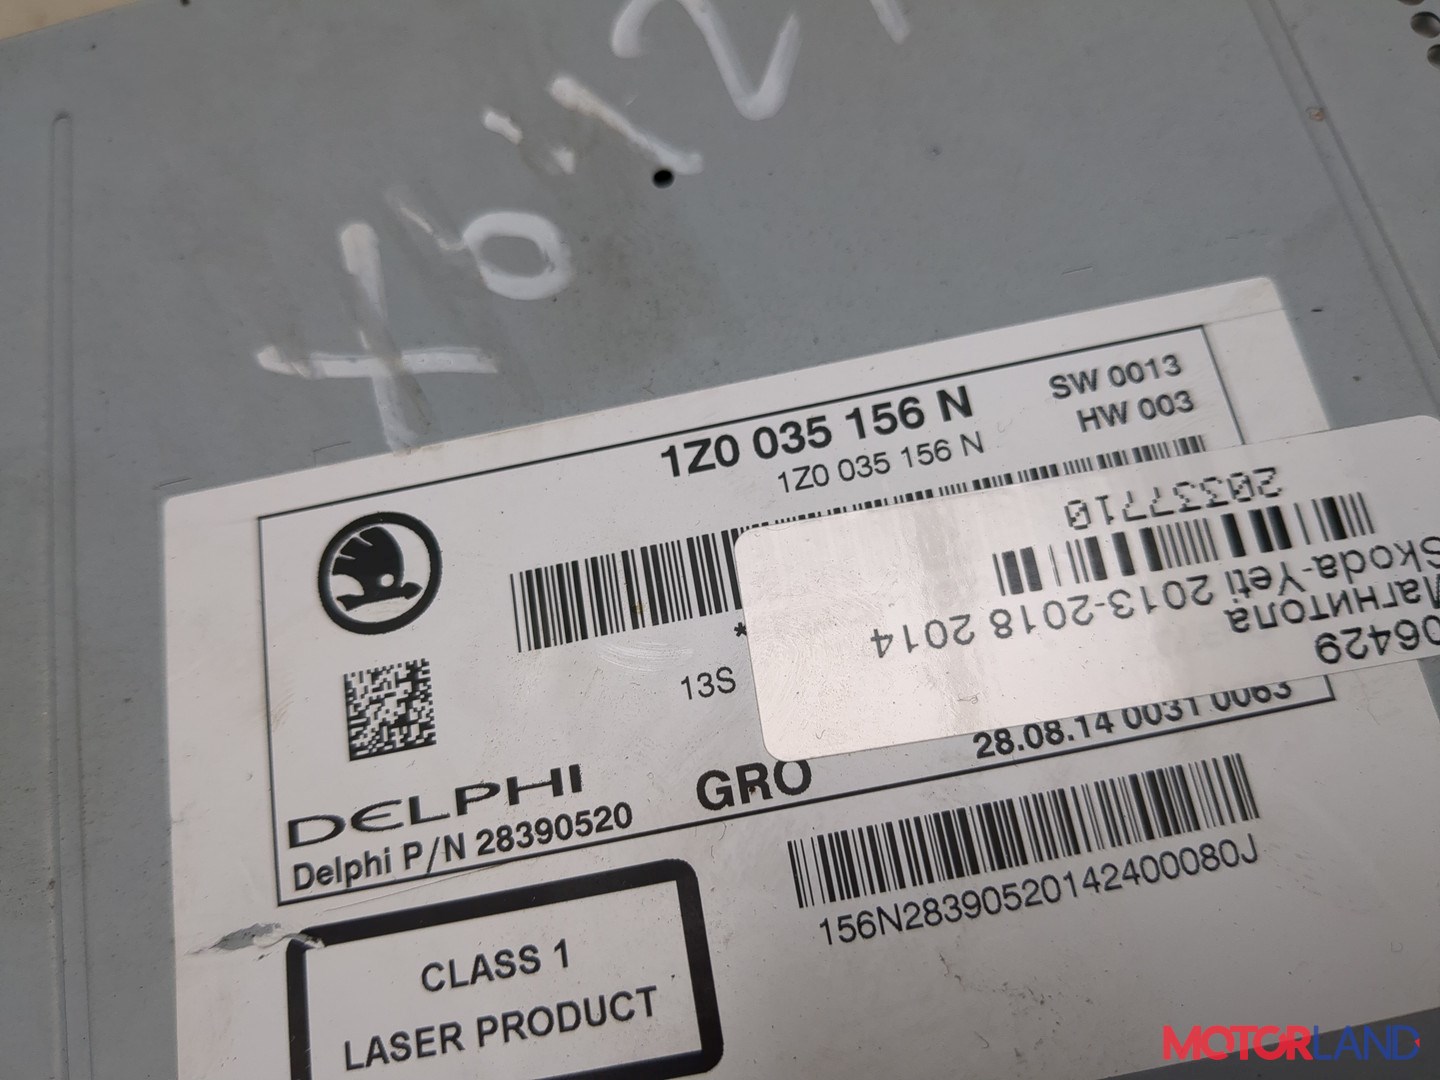 1Z0 035 156 N
1Z0 035 156 N
SW 0013
HW 003
13S
DELPHI
Delphi P/N 28390520
GRO
28.08.14 0031 0063
156N28390520142400080J
CLASS 1
LASER PRODUCT
06429
Магнитола
Skoda-Yeti 2013-2018 2014
20337710
MOTORLAND